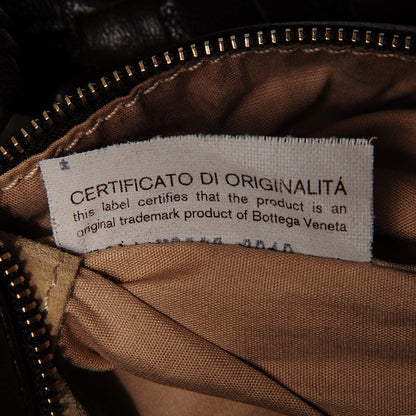 CERTIFICATO DI ORIGINALITÁ
this label certifies that the product is an
original trademark product of Bottega Veneta